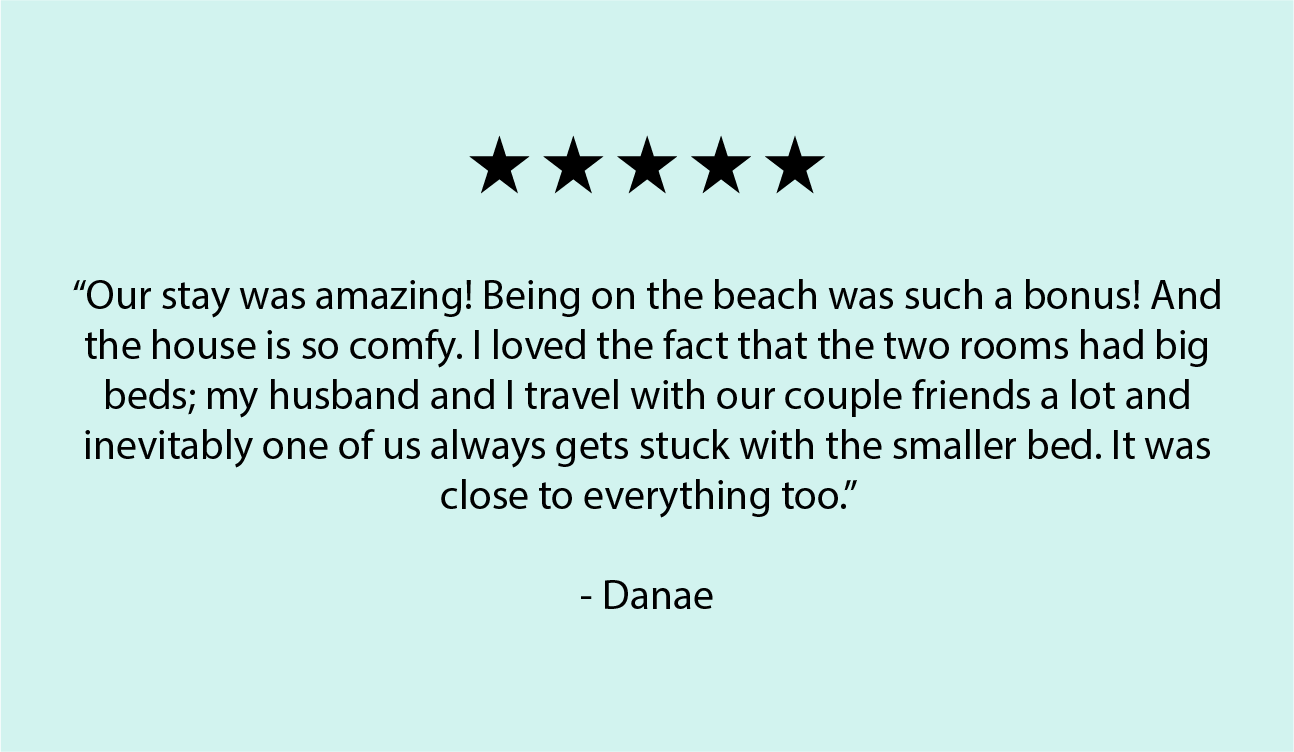 ★★★★★
“Our stay was amazing! Being on the beach was such a bonus! And
the house is so comfy. I loved the fact that the two rooms had big
beds; my husband and I travel with our couple friends a lot and
inevitably one of us always gets stuck with the smaller bed. It was
close to everything too.”
- Danae